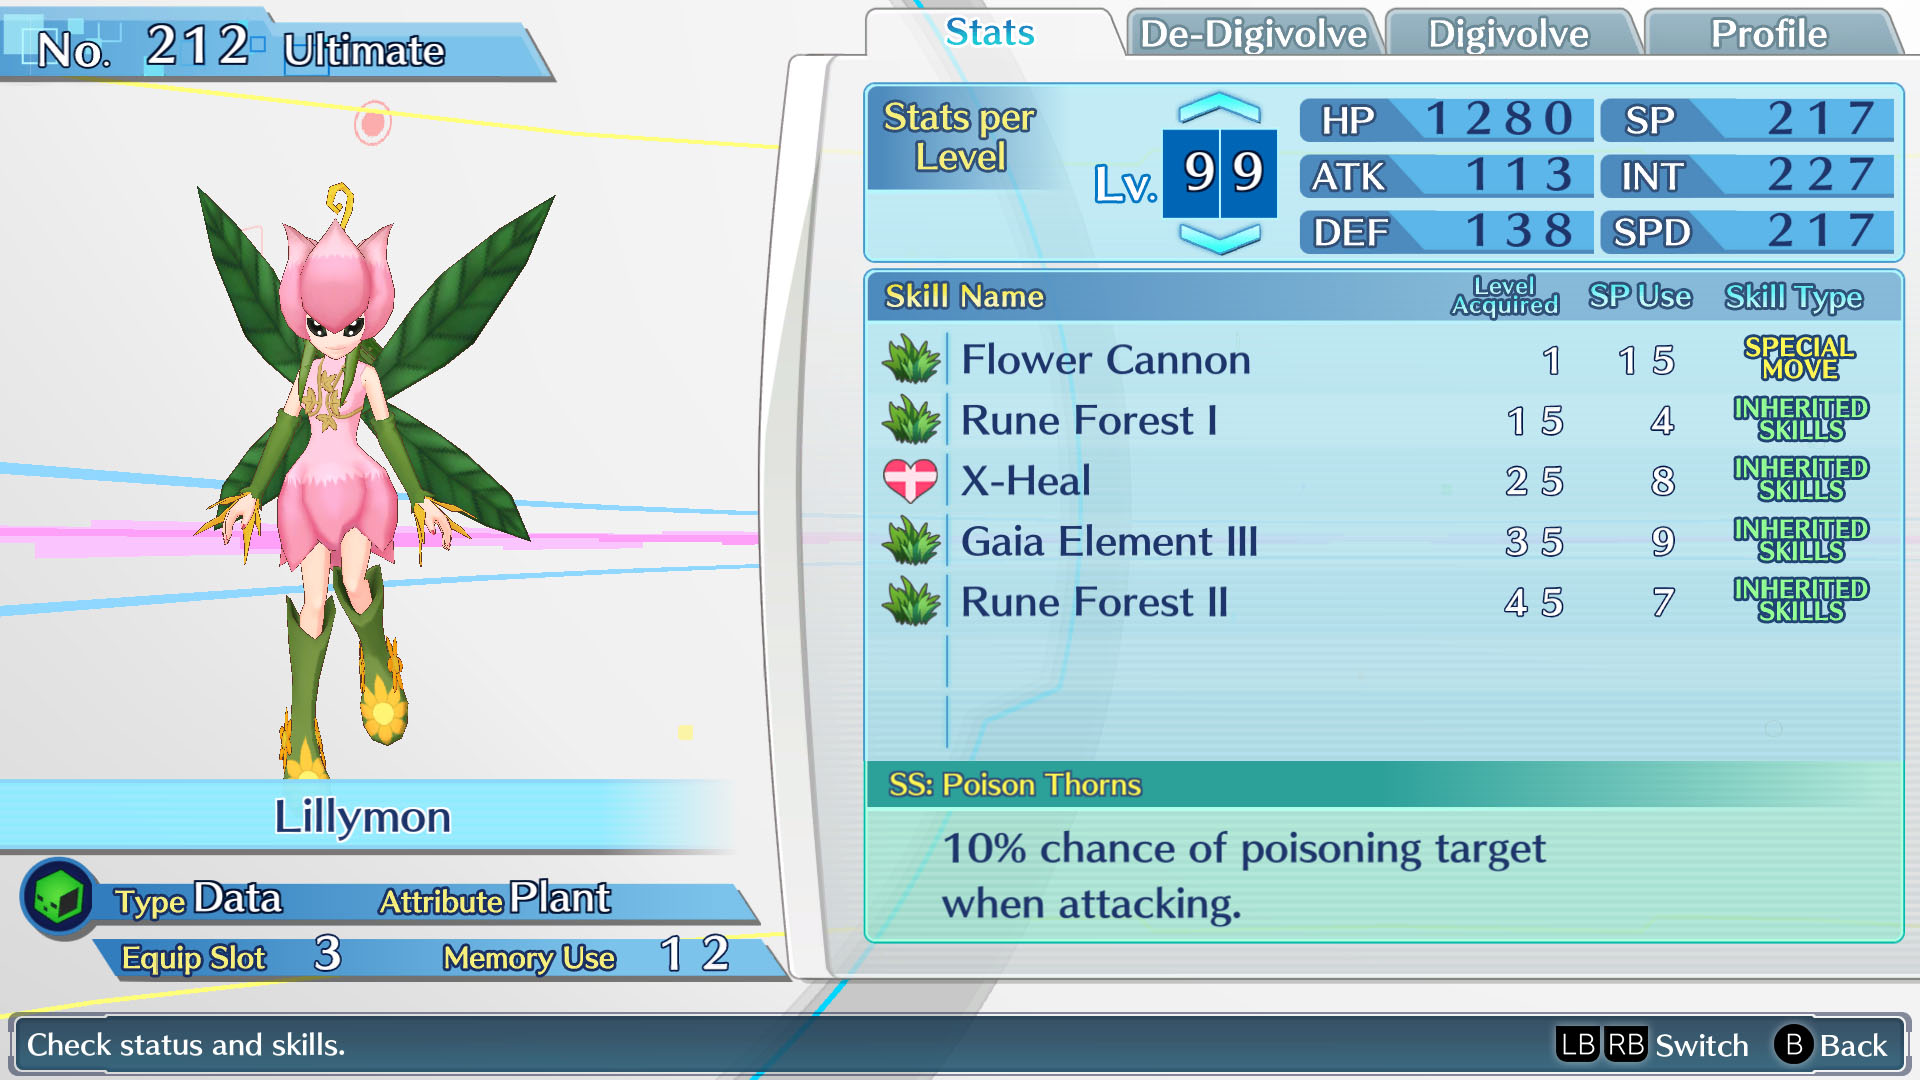 No. 212 Ultimate
Stats
De-Digivolve
Digivolve
Profile
Stats per
Level
Lv. 99
HP 1280
SP 217
ATK 113
INT 227
DEF 138
SPD 217
Skill Name
Level
Acquired
SP Use
Skill Type
Flower Cannon 1 15 SPECIAL
MOVE
Rune Forest I 15 4 INHERITED
SKILLS
X-Heal 25 8 INHERITED
SKILLS
Gaia Element III 35 9 INHERITED
SKILLS
Rune Forest II 45 7 INHERITED
SKILLS
SS: Poison Thorns
10% chance of poisoning target
when attacking.
Lillymon
Type Data Attribute Plant
Equip Slot 3 Memory Use 12
Check status and skills.
LB RB Switch B Back